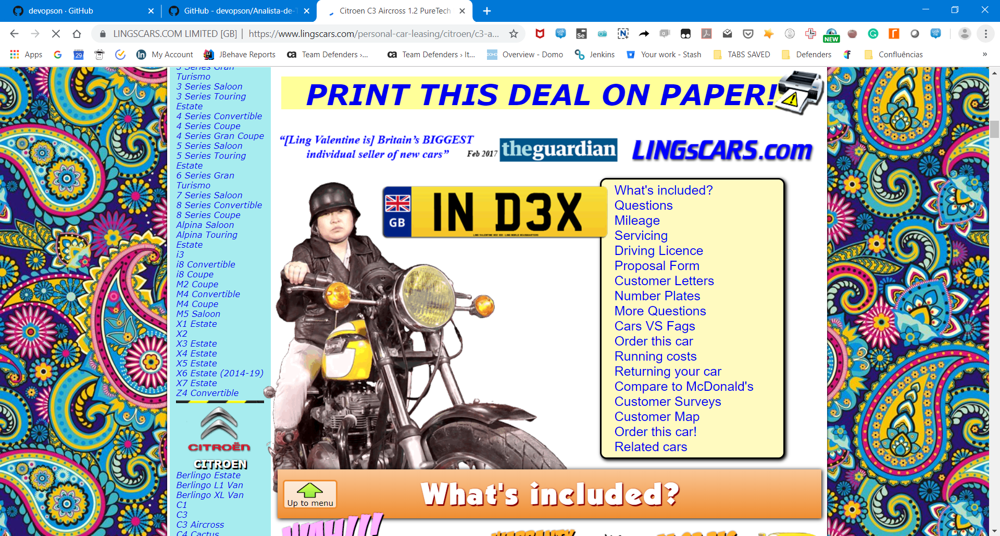 devopson · GitHub
GitHub - devopson/Analista-de-T
Citroen C3 Aircross 1.2 PureTech
LINGSCARS.COM LIMITED [GB] | https://www.lingscars.com/personal-car-leasing/citroen/c3-a...
Se
NEW
Apps
29
My Account
JBehave Reports
Team Defenders ›...
Team Defenders › It...
Overview - Domo
Jenkins
Your work - Stash
TABS SAVED
Defenders
Confluências
»
3 Series Gran
Turismo
3 Series Saloon
3 Series Touring
Estate
4 Series Convertible
4 Series Coupe
4 Series Gran Coupe
5 Series Saloon
5 Series Touring
Estate
6 Series Gran
Turismo
7 Series Saloon
8 Series Convertible
8 Series Coupe
Alpina Saloon
Alpina Touring
Estate
i3
i8 Convertible
i8 Coupe
M2 Coupe
M4 Convertible
M4 Coupe
M5 Saloon
X1 Estate
X2
X3 Estate
X4 Estate
X5 Estate
X6 Estate (2014-19)
X7 Estate
Z4 Convertible
CITROËN
CITROEN
Berlingo Estate
Berlingo L1 Van
Berlingo XL Van
C1
C3
C3 Aircross
C4 Cactus
PRINT THIS DEAL ON PAPER!
“[Ling Valentine is] Britain’s BIGGEST
individual seller of new cars”
Feb 2017
theguardian
LINGsCARS.com
GB
IN D3X
What's included?
Questions
Mileage
Servicing
Driving Licence
Proposal Form
Customer Letters
Number Plates
More Questions
Cars VS Fags
Order this car
Running costs
Returning your car
Compare to McDonald's
Customer Surveys
Customer Map
Order this car!
Related cars
Up to menu
What's included?
WARRANTY